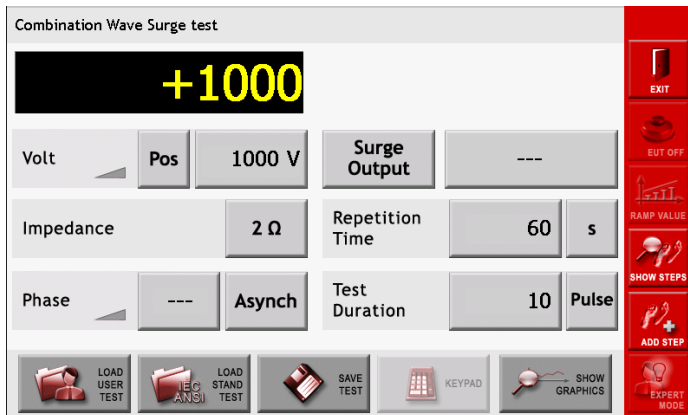 Combination Wave Surge test
+1000
EXIT
Volt
Pos
1000 V
Surge
Output
---
EUT OFF
Impedance
2 Ω
Repetition
Time
60
s
RAMP VALUE
SHOW STEPS
Phase
---
Asynch
Test
Duration
10
Pulse
ADD STEP
LOAD
USER
TEST
IEC
ANSI
LOAD
STAND
TEST
SAVE
TEST
KEYPAD
SHOW
GRAPHICS
EXPERT
MODE